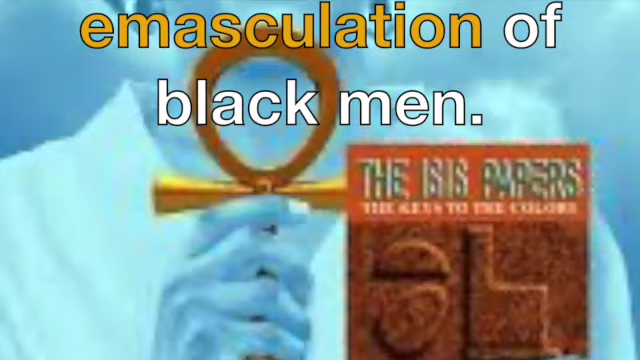 emasculation of
black men.
THE ISIS PAPERS
THE KEYS TO THE COLORS